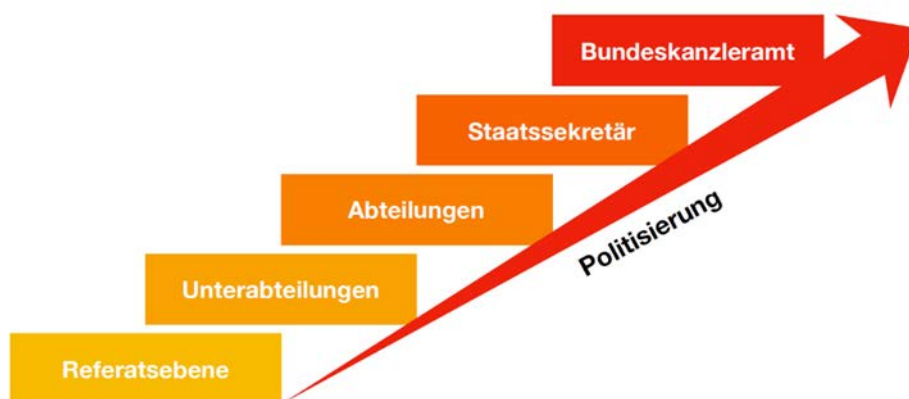 Bundeskanzleramt
Staatssekretär
Abteilungen
Politisierung
Unterabteilungen
Referatsebene